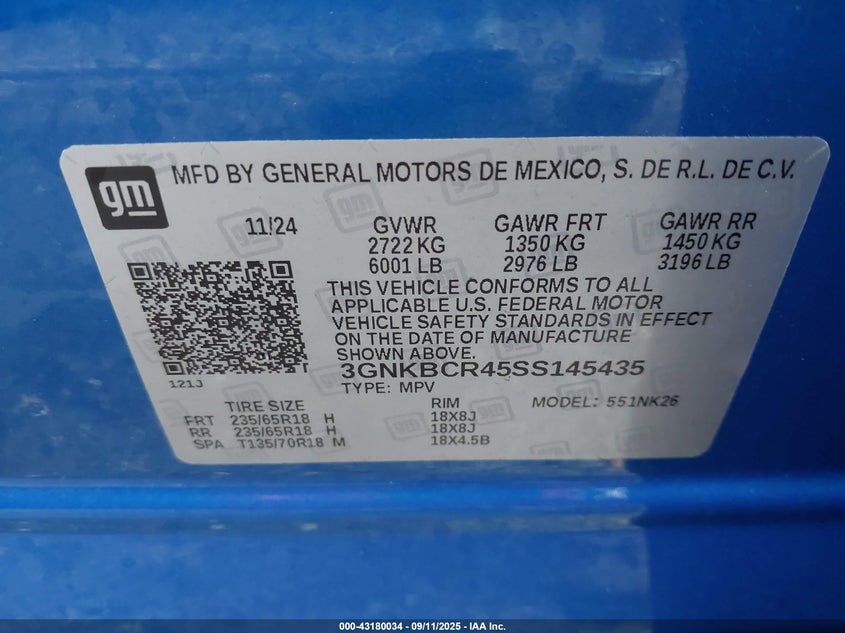 gm MFD BY GENERAL MOTORS DE MEXICO, S. DE R.L. DE C.V.
11/24 GVWR GAWR FRT GAWR RR
2722 KG 1350 KG 1450 KG
6001 LB 2976 LB 3196 LB
THIS VEHICLE CONFORMS TO ALL
APPLICABLE U.S. FEDERAL MOTOR
VEHICLE SAFETY STANDARDS IN EFFECT
ON THE DATE OF MANUFACTURE
SHOWN ABOVE.
3GNKBCR45SS145435
121J TYPE: MPV
TIRE SIZE RIM MODEL: 551NK26
FRT 235/65R18 H 18X8J
RR 235/65R18 H 18X8J
SPA T135/70R18 M 18X4.5B
000-43180034 - 09/11/2025 - IAA Inc.